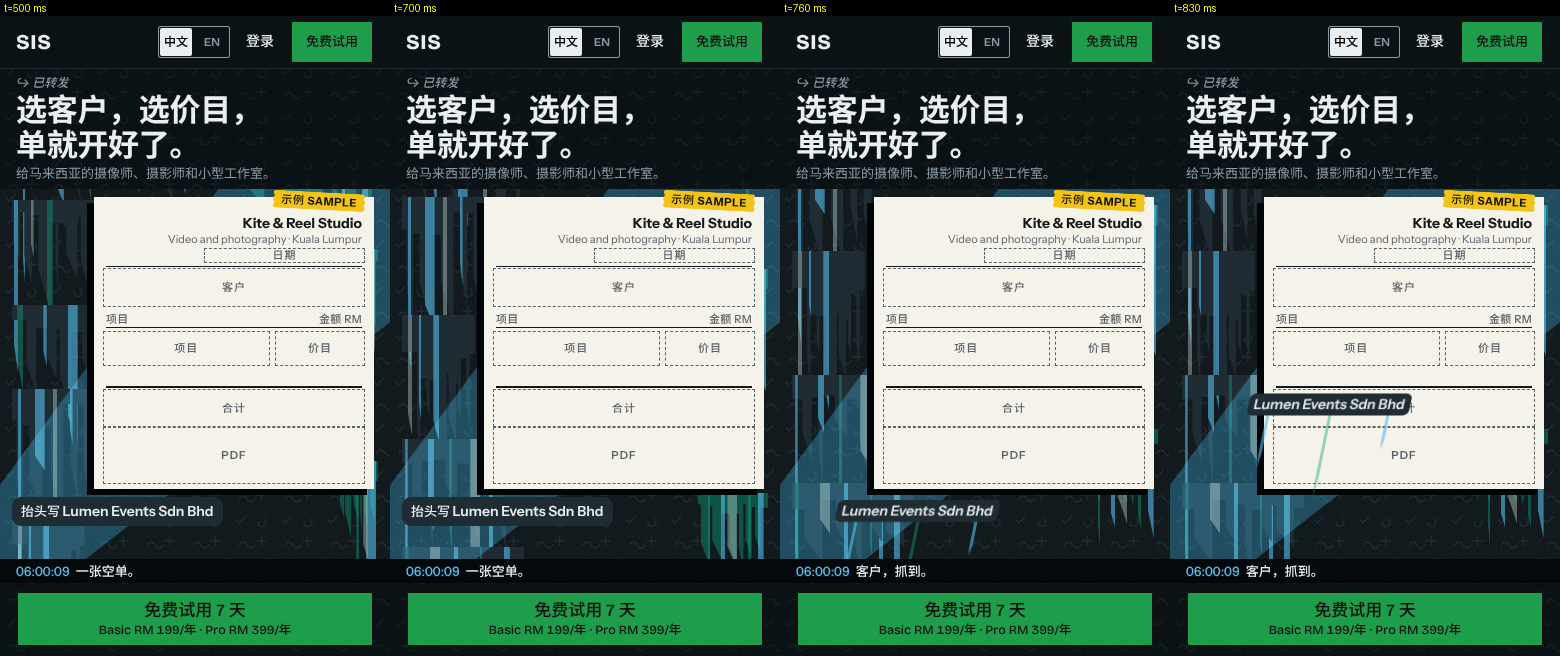 t=500 ms
SIS
中文 EN
登录
免费试用
↪ 已转发
选客户，选价目，
单就开好了。
给马来西亚的摄像师、摄影师和小型工作室。
示例 SAMPLE
Kite & Reel Studio
Video and photography · Kuala Lumpur
日期
客户
项目 金额 RM
项目 价目
合计
PDF
抬头写 Lumen Events Sdn Bhd
06:00:09 一张空单。
免费试用 7 天
Basic RM 199/年 · Pro RM 399/年
t=700 ms
SIS
中文 EN
登录
免费试用
↪ 已转发
选客户，选价目，
单就开好了。
给马来西亚的摄像师、摄影师和小型工作室。
示例 SAMPLE
Kite & Reel Studio
Video and photography · Kuala Lumpur
日期
客户
项目 金额 RM
项目 价目
合计
PDF
抬头写 Lumen Events Sdn Bhd
06:00:09 一张空单。
免费试用 7 天
Basic RM 199/年 · Pro RM 399/年
t=760 ms
SIS
中文 EN
登录
免费试用
↪ 已转发
选客户，选价目，
单就开好了。
给马来西亚的摄像师、摄影师和小型工作室。
示例 SAMPLE
Kite & Reel Studio
Video and photography · Kuala Lumpur
日期
客户
项目 金额 RM
项目 价目
合计
PDF
Lumen Events Sdn Bhd
06:00:09 客户，抓到。
免费试用 7 天
Basic RM 199/年 · Pro RM 399/年
t=830 ms
SIS
中文 EN
登录
免费试用
↪ 已转发
选客户，选价目，
单就开好了。
给马来西亚的摄像师、摄影师和小型工作室。
示例 SAMPLE
Kite & Reel Studio
Video and photography · Kuala Lumpur
日期
客户
项目 金额 RM
项目 价目
Lumen Events Sdn Bhd
PDF
06:00:09 客户，抓到。
免费试用 7 天
Basic RM 199/年 · Pro RM 399/年